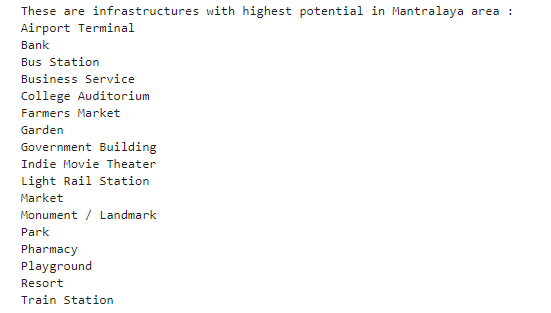 These are infrastructures with highest potential in Mantralaya area :
Airport Terminal
Bank
Bus Station
Business Service
College Auditorium
Farmers Market
Garden
Government Building
Indie Movie Theater
Light Rail Station
Market
Monument / Landmark
Park
Pharmacy
Playground
Resort
Train Station